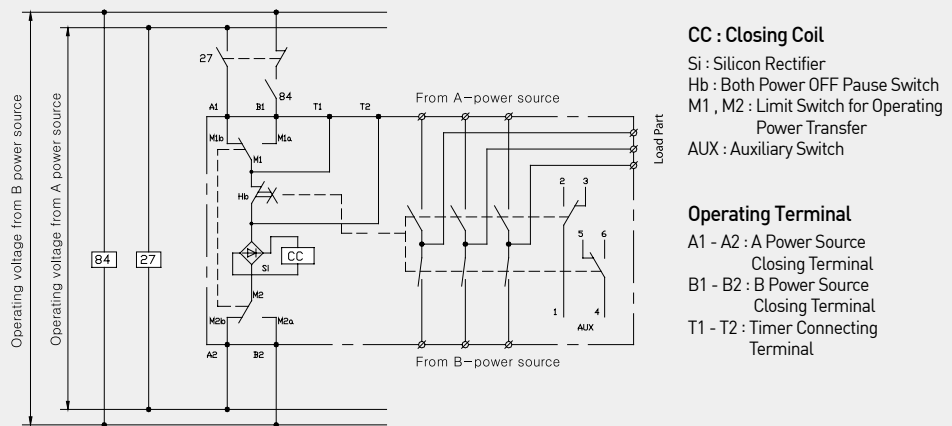 Operating voltage from B power source
Operating voltage from A power source
84
27
27
84
A1
B1
T1
T2
M1b
M1a
M1
Hb
CC
SI
M2
M2b
M2a
A2
B2
From A-power source
Load Part
2
3
5
6
1
4
AUX
From B-power source
CC : Closing Coil
Si : Silicon Rectifier
Hb : Both Power OFF Pause Switch
M1 , M2 : Limit Switch for Operating
Power Transfer
AUX : Auxiliary Switch
Operating Terminal
A1 - A2 : A Power Source
Closing Terminal
B1 - B2 : B Power Source
Closing Terminal
T1 - T2 : Timer Connecting
Terminal